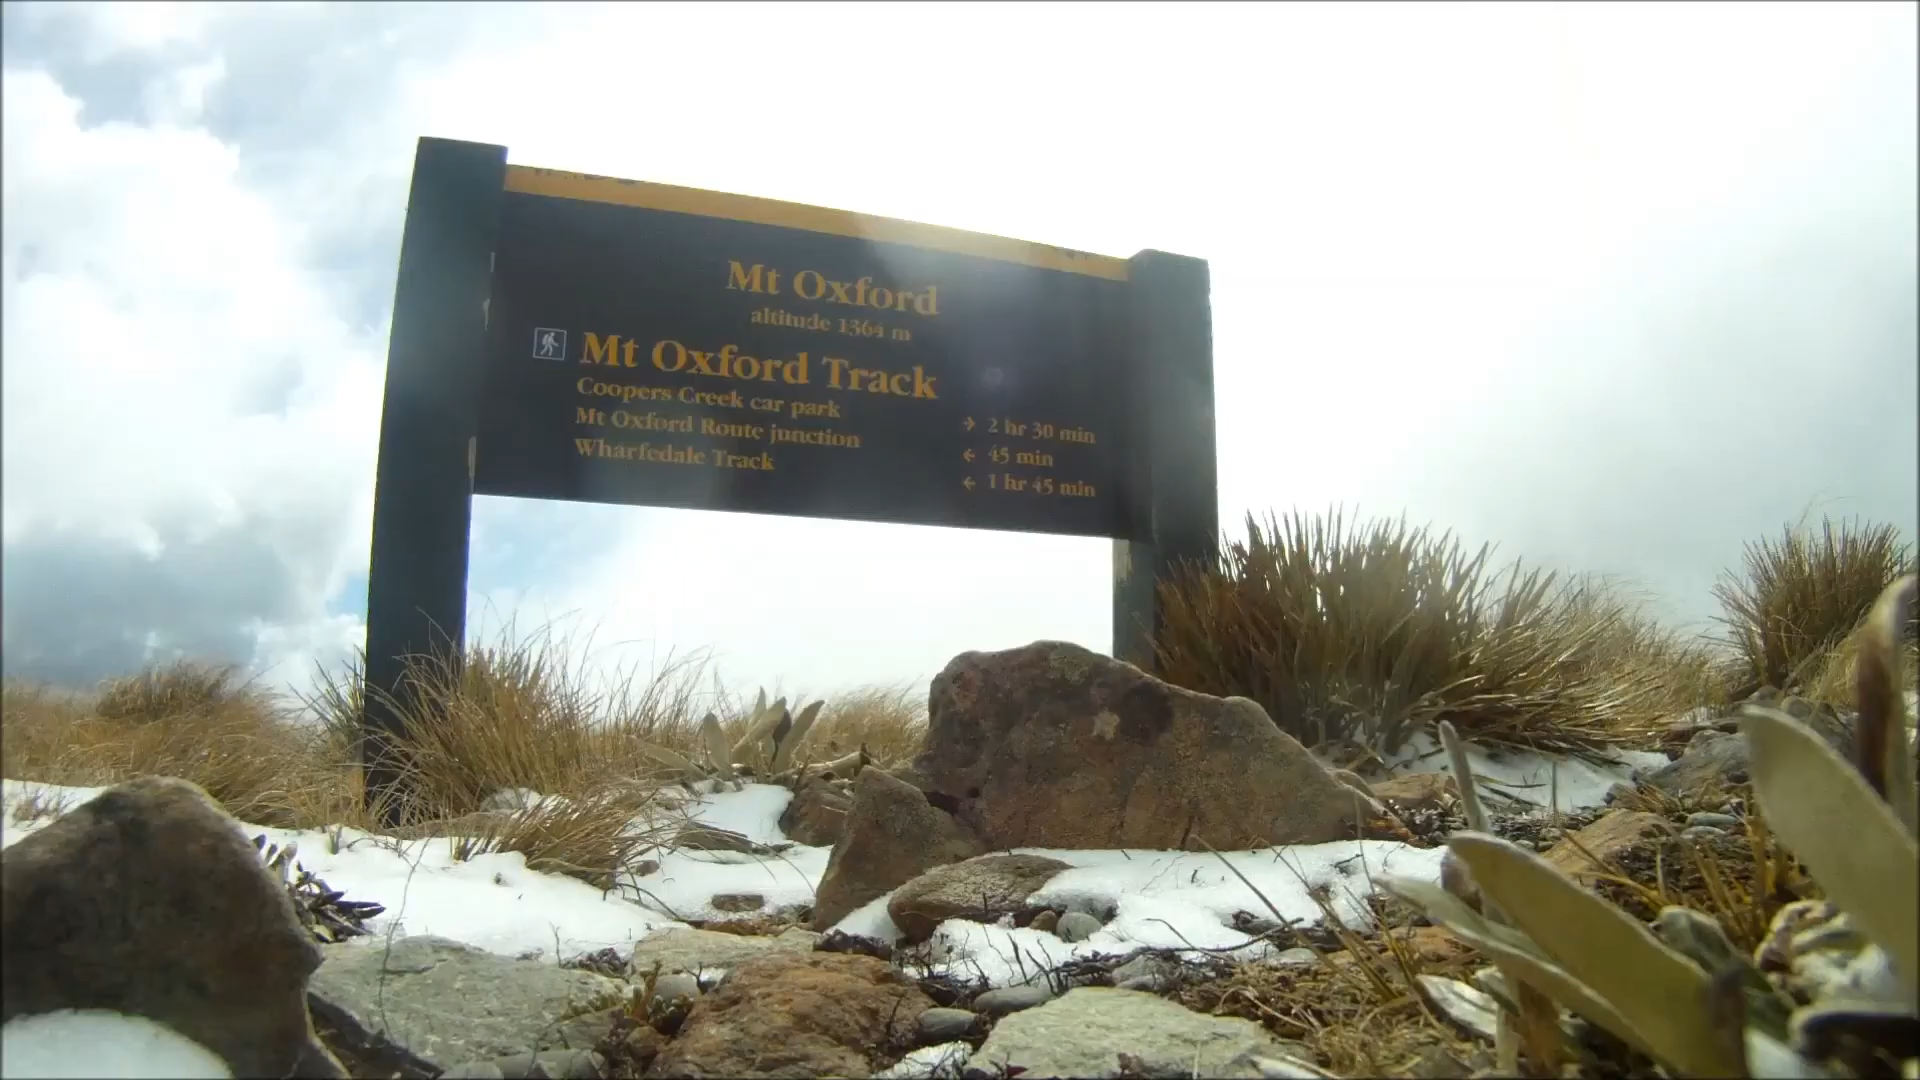 Mt Oxford
altitude 1364 m
Mt Oxford Track
Coopers Creek car park → 2 hr 30 min
Mt Oxford Route junction ← 45 min
Wharfedale Track ← 1 hr 45 min